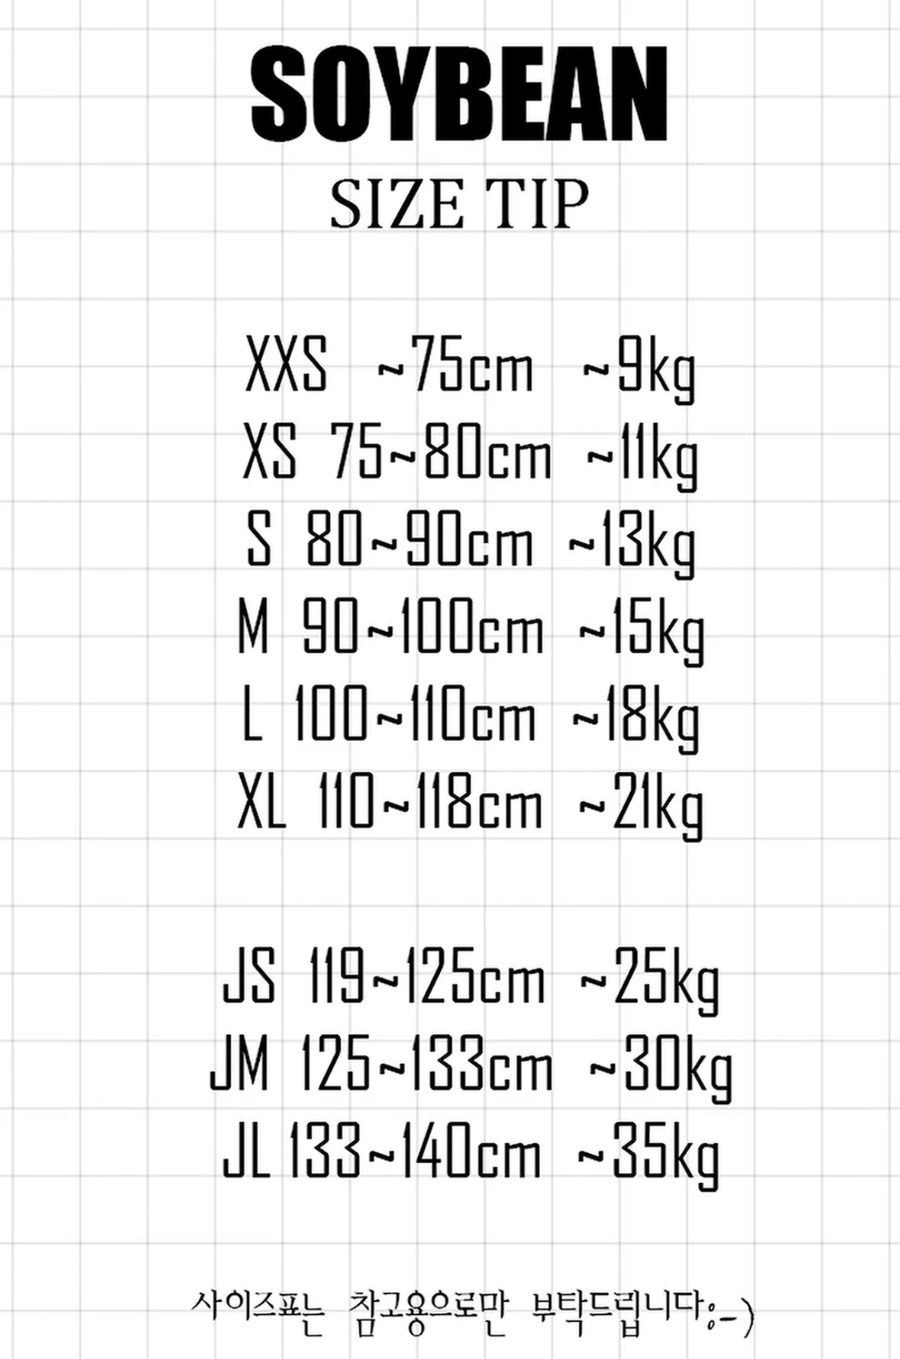 SOYBEAN
SIZE TIP
XXS ~75cm ~9kg
XS 75~80cm ~11kg
S 80~90cm ~13kg
M 90~100cm ~15kg
L 100~110cm ~18kg
XL 110~118cm ~21kg
JS 119~125cm ~25kg
JM 125~133cm ~30kg
JL 133~140cm ~35kg
사이즈표는 참고용으로만 부탁드립니다:-)